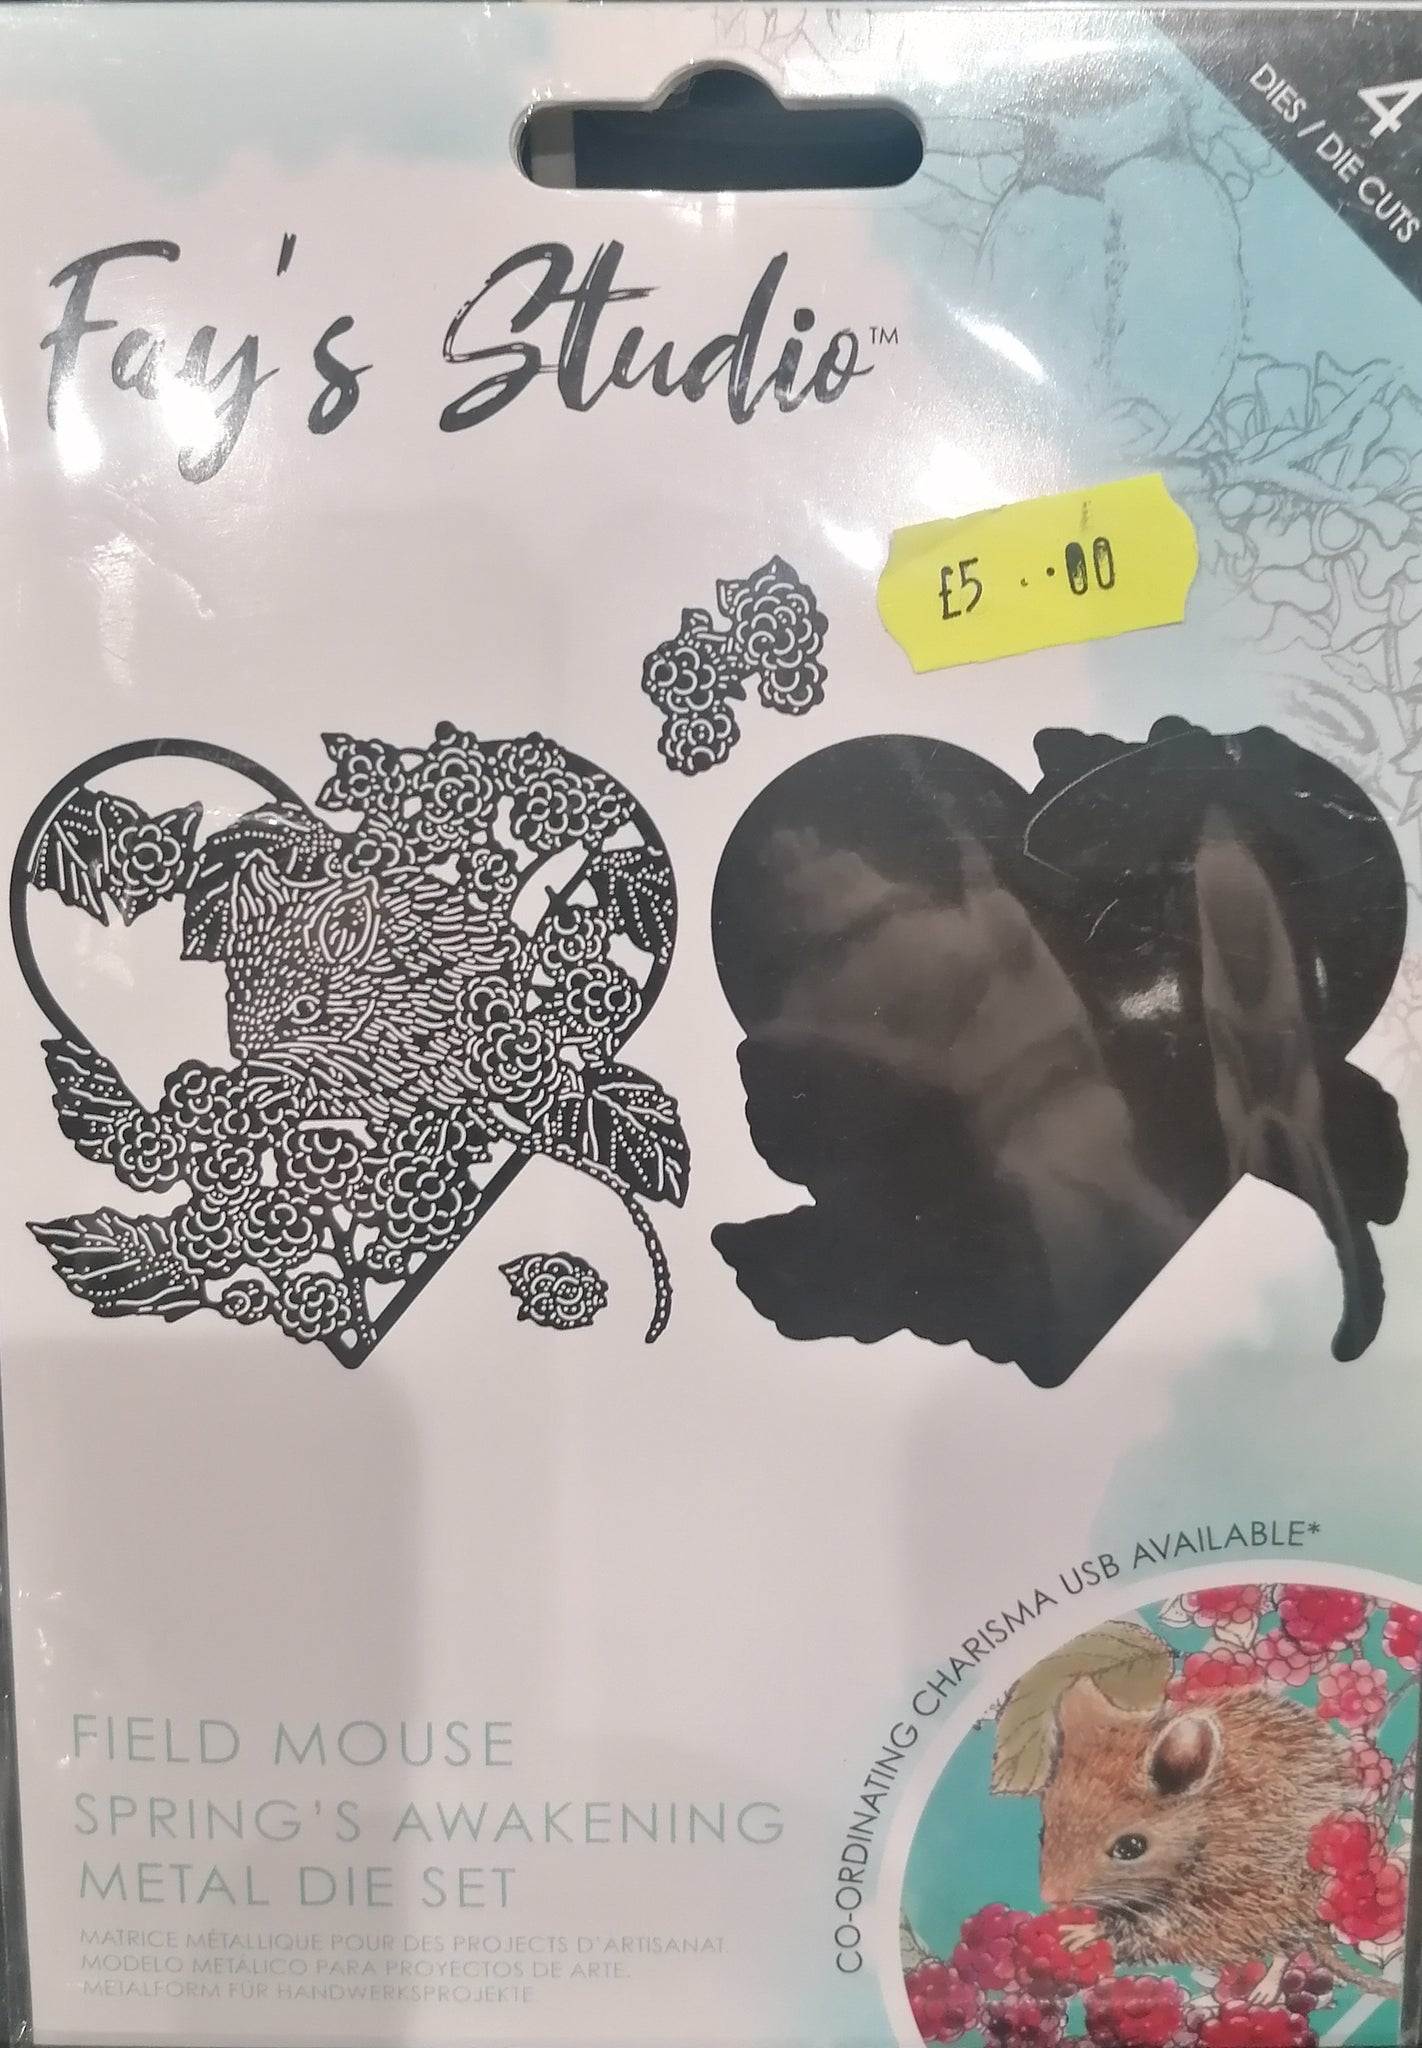 4
DIES / DIE CUTS
Fay's Studio™
£5 .·00
CO-ORDINATING CHARISMA USB AVAILABLE*
FIELD MOUSE
SPRING'S AWAKENING
METAL DIE SET
MATRICE MÉTALLIQUE POUR DES PROJECTS D'ARTISANAT.
MODELO METÁLICO PARA PROYECTOS DE ARTE.
METALFORM FÜR HANDWERKSPROJEKTE.